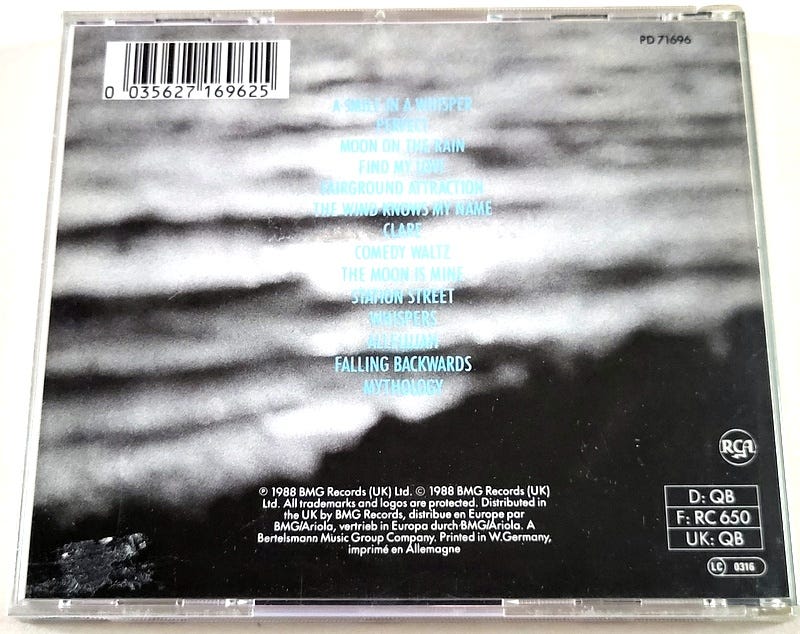 PD 71696
0 035627 169625
A SMILE IN A WHISPER
PERFECT
MOON ON THE RAIN
FIND MY LOVE
FAIRGROUND ATTRACTION
THE WIND KNOWS MY NAME
CLARE
COMEDY WALTZ
THE MOON IS MINE
STATION STREET
WHISPERS
ALLELUJAH
FALLING BACKWARDS
MYTHOLOGY
RCA
℗ 1988 BMG Records (UK) Ltd. © 1988 BMG Records (UK)
Ltd. All trademarks and logos are protected. Distributed in
the UK by BMG Records, distribue en Europe par
BMG/Ariola, vertrieb in Europa durch BMG/Ariola. A
Bertelsmann Music Group Company. Printed in W.Germany,
imprimé en Allemagne
D: QB
F: RC 650
UK: QB
LC 0316